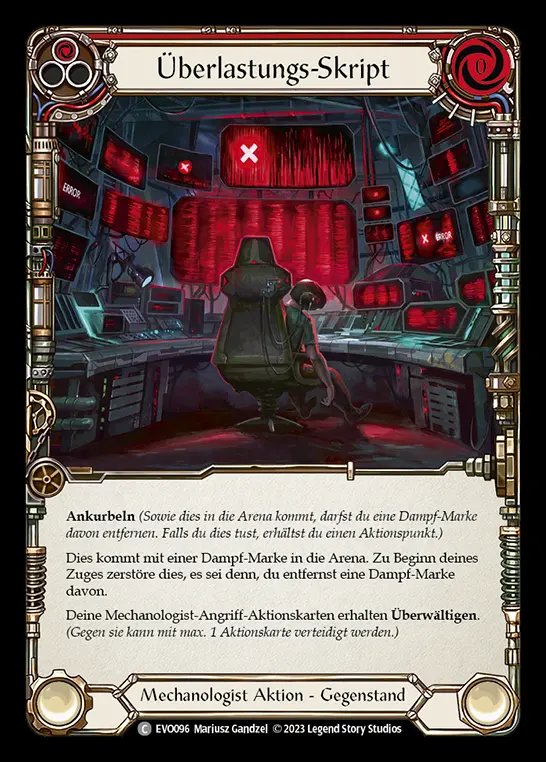 Überlastungs-Skript
0
ERROR
ERROR
Ankurbeln (Sowie dies in die Arena kommt, darfst du eine Dampf-Marke
davon entfernen. Falls du dies tust, erhältst du einen Aktionspunkt.)
Dies kommt mit einer Dampf-Marke in die Arena. Zu Beginn deines
Zuges zerstöre dies, es sei denn, du entfernst eine Dampf-Marke
davon.
Deine Mechanologist-Angriff-Aktionskarten erhalten Überwältigen.
(Gegen sie kann mit max. 1 Aktionskarte verteidigt werden.)
Mechanologist Aktion - Gegenstand
C EVO096 Mariusz Gandzel © 2023 Legend Story Studios